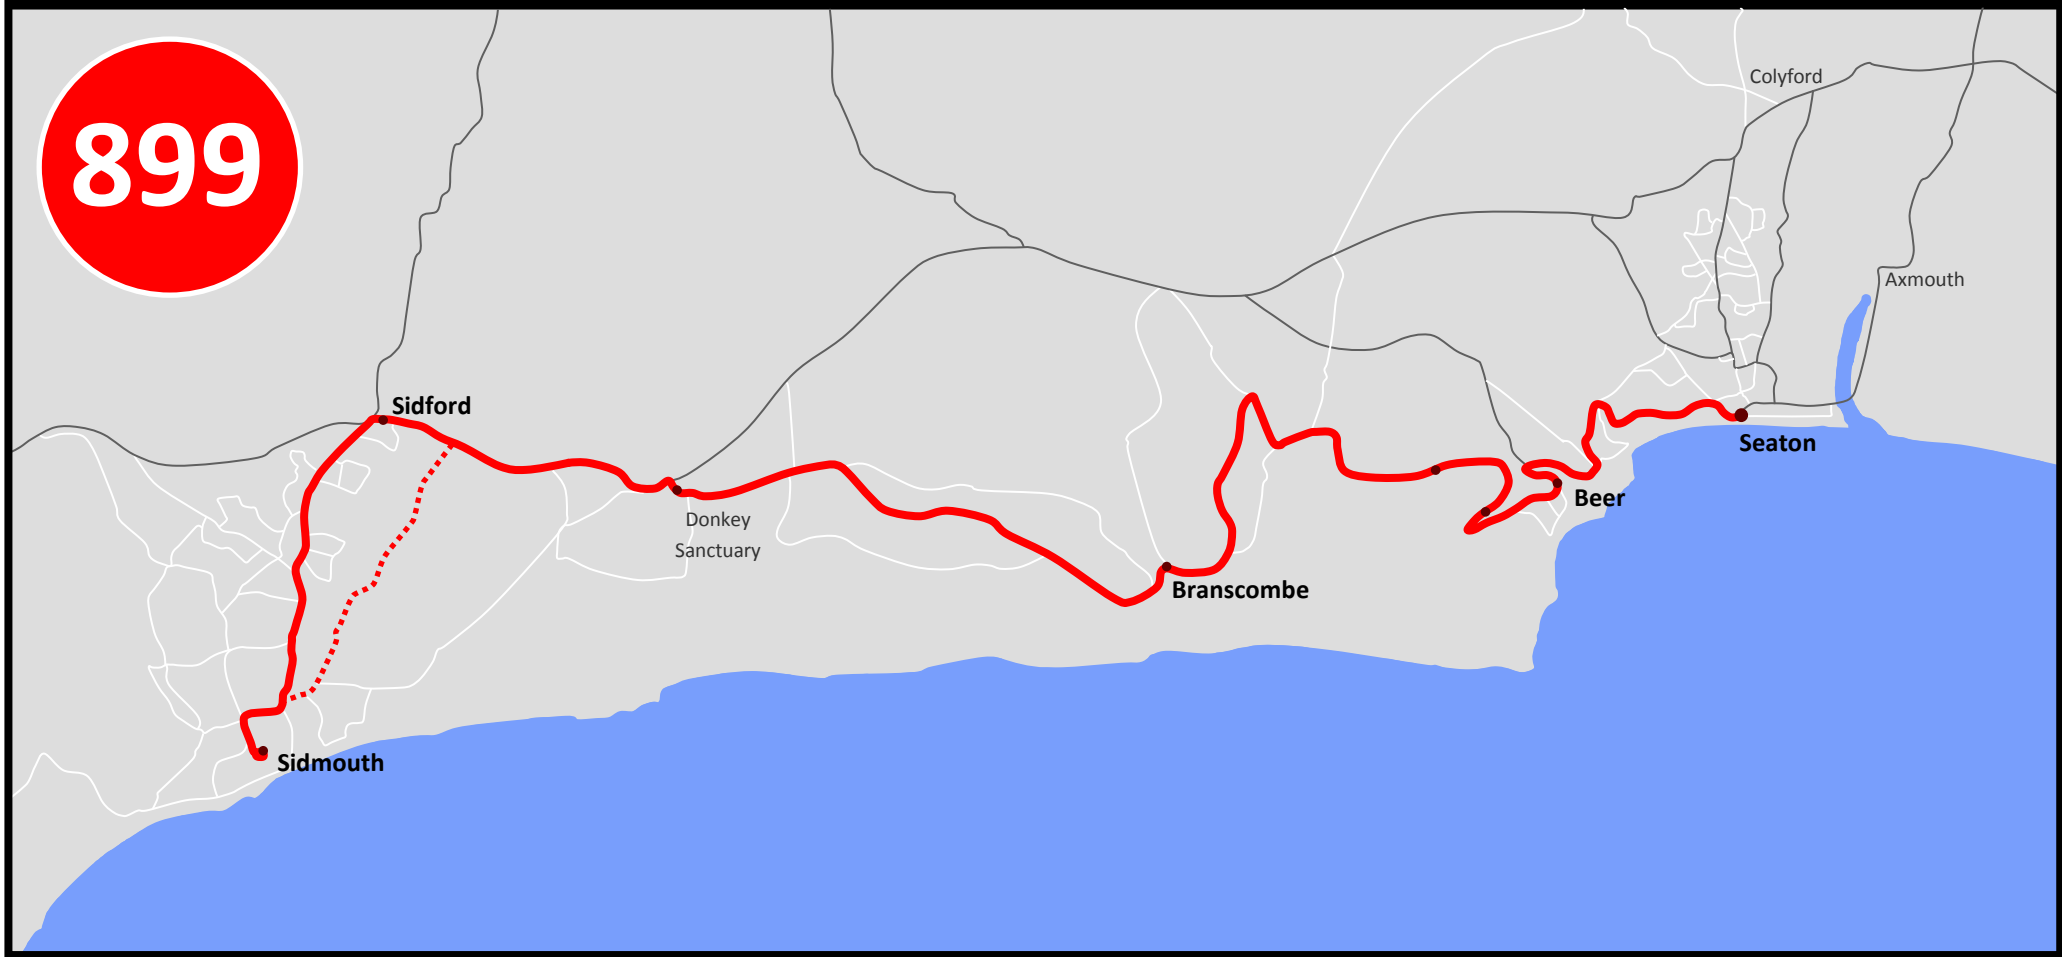 899
Colyford
Axmouth
Sidford
Seaton
Beer
Donkey
Sanctuary
Branscombe
Sidmouth